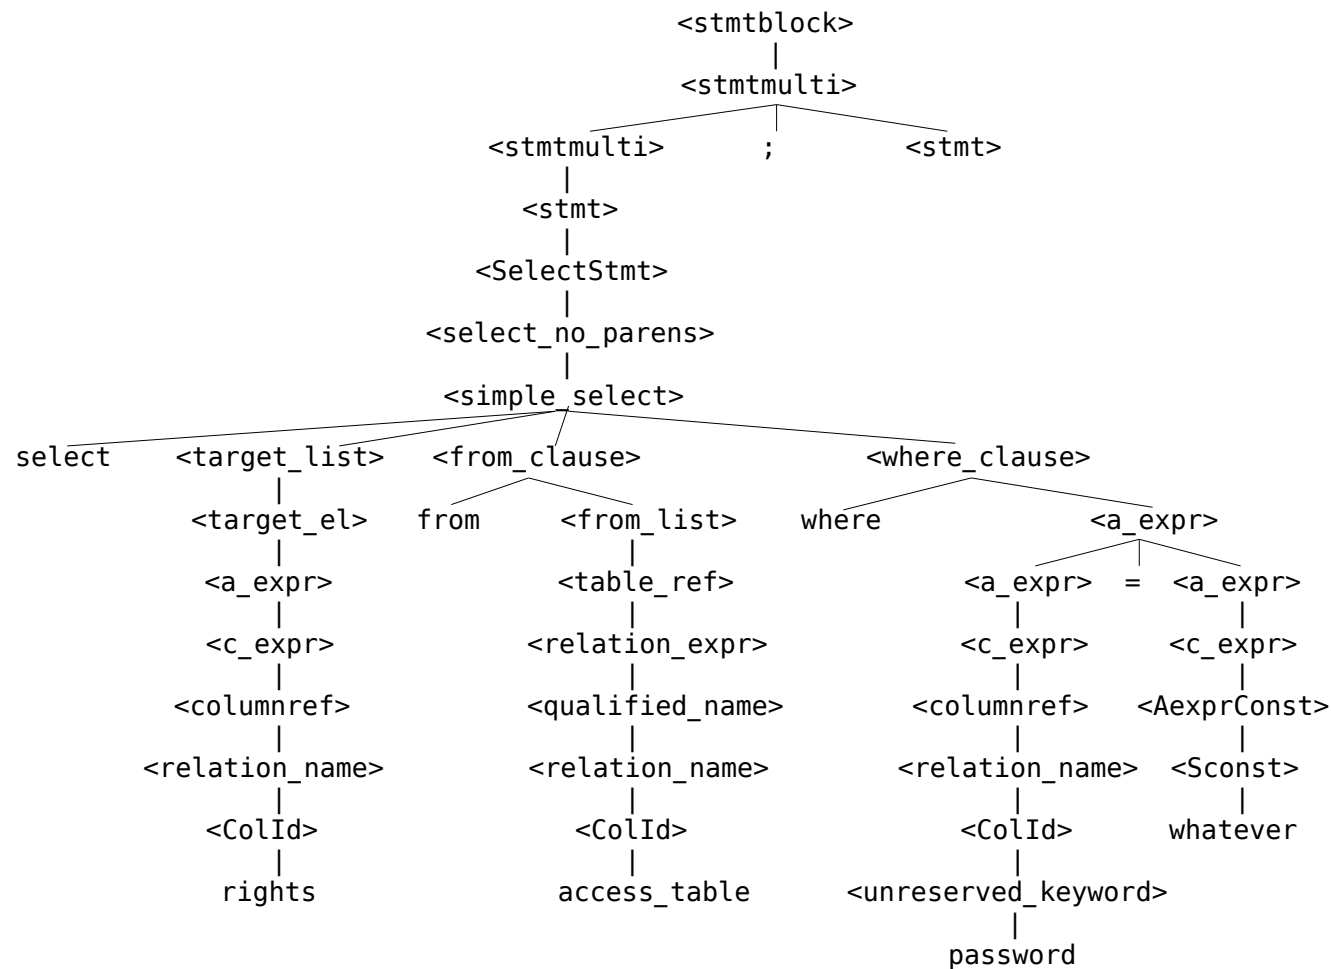 <stmtblock>
<stmtmulti>
<stmtmulti> ; <stmt>
<stmt>
<SelectStmt>
<select_no_parens>
<simple_select>
select <target_list> <from_clause> <where_clause>
<target_el> from <from_list> where <a_expr>
<a_expr> <table_ref> <a_expr> = <a_expr>
<c_expr> <relation_expr> <c_expr> <c_expr>
<columnref> <qualified_name> <columnref> <AexprConst>
<relation_name> <relation_name> <relation_name> <Sconst>
<ColId> <ColId> <ColId> whatever
rights access_table <unreserved_keyword>
password